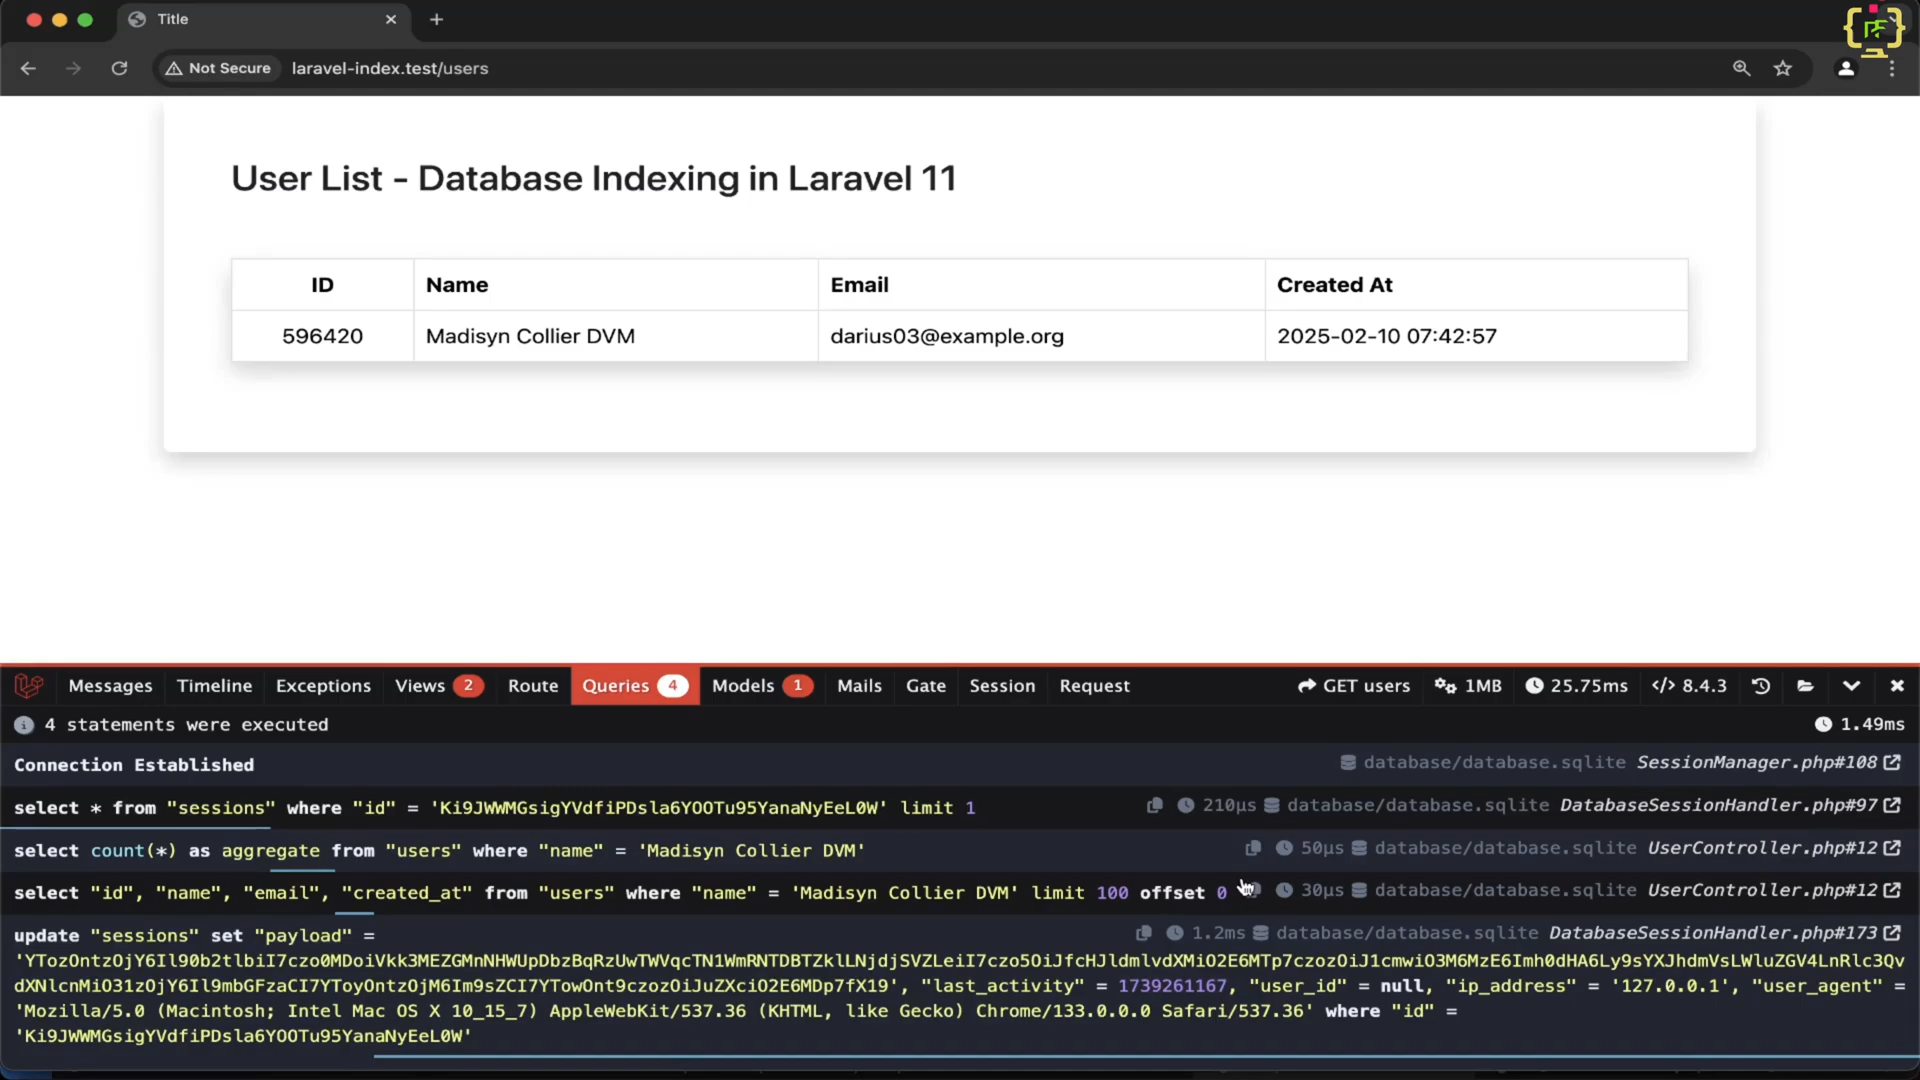 Title
Not Secure laravel-index.test/users
User List - Database Indexing in Laravel 11
ID Name Email Created At
596420 Madisyn Collier DVM darius03@example.org 2025-02-10 07:42:57
Messages Timeline Exceptions Views 2 Route Queries 4 Models 1 Mails Gate Session Request GET users 1MB 25.75ms 8.4.3
4 statements were executed 1.49ms
Connection Established database/database.sqlite SessionManager.php#108
select * from "sessions" where "id" = 'Ki9JWWMGsigYVdfiPDsla6YOOTu95YanaNyEeL0W' limit 1 210μs database/database.sqlite DatabaseSessionHandler.php#97
select count(*) as aggregate from "users" where "name" = 'Madisyn Collier DVM' 50μs database/database.sqlite UserController.php#12
select "id", "name", "email", "created_at" from "users" where "name" = 'Madisyn Collier DVM' limit 100 offset 0 30μs database/database.sqlite UserController.php#12
update "sessions" set "payload" = 1.2ms database/database.sqlite DatabaseSessionHandler.php#173
'YTozOntzOjY6Il90b2tlbiI7czo0MDoiVkk3MEZGMnNHWUpDbzBqRzUwTWVqcTN1WmRNTDBTZklLNjdjSVZLeiI7czo5OiJfcHJldmlvdXMiO2E6MTp7czozOiJ1cmwiO3M6MzE6Imh0dHA6Ly9sYXJhdmVsLWluZGV4LnRlc3Qv
dXNlcnMiO31zOjY6Il9mbGFzaCI7YToyOntzOjM6Im9sZCI7YTowOnt9czozOiJuZXciO2E6MDp7fX19', "last_activity" = 1739261167, "user_id" = null, "ip_address" = '127.0.0.1', "user_agent" =
'Mozilla/5.0 (Macintosh; Intel Mac OS X 10_15_7) AppleWebKit/537.36 (KHTML, like Gecko) Chrome/133.0.0.0 Safari/537.36' where "id" =
'Ki9JWWMGsigYVdfiPDsla6YOOTu95YanaNyEeL0W'